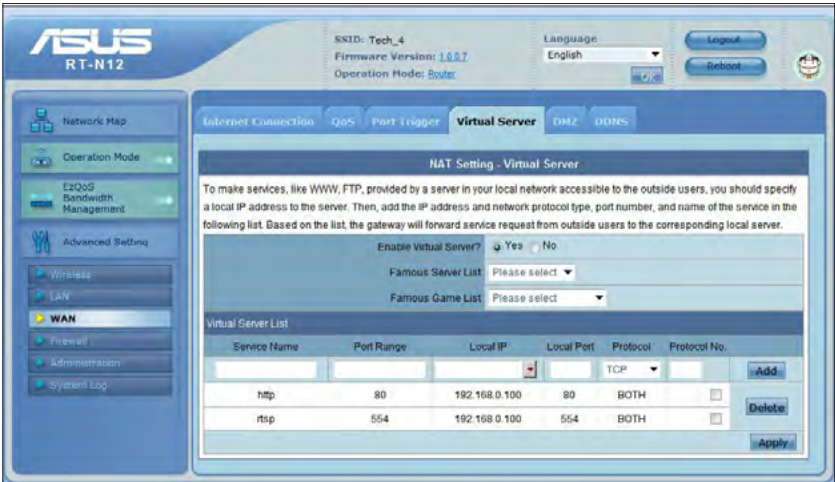 ASUS
RT-N12
SSID: Tech_4
Firmware Version: 1.0.0.7
Operation Mode: Router
Language
English
OK
Logout
Reboot
Network Map
Operation Mode
EzQoS
Bandwidth
Management
Advanced Setting
Wireless
LAN
WAN
Firewall
Administration
System Log
Internet Connection QoS Port Trigger Virtual Server DMZ DDNS
NAT Setting - Virtual Server
To make services, like WWW, FTP, provided by a server in your local network accessible to the outside users, you should specify
a local IP address to the server. Then, add the IP address and network protocol type, port number, and name of the service in the
following list. Based on the list, the gateway will forward service request from outside users to the corresponding local server.
Enable Virtual Server? Yes No
Famous Server List Please select
Famous Game List Please select
Virtual Server List
Service Name Port Range Local IP Local Port Protocol Protocol No.
TCP Add
http 80 192.168.0.100 80 BOTH
rtsp 554 192.168.0.100 554 BOTH
Delete
Apply